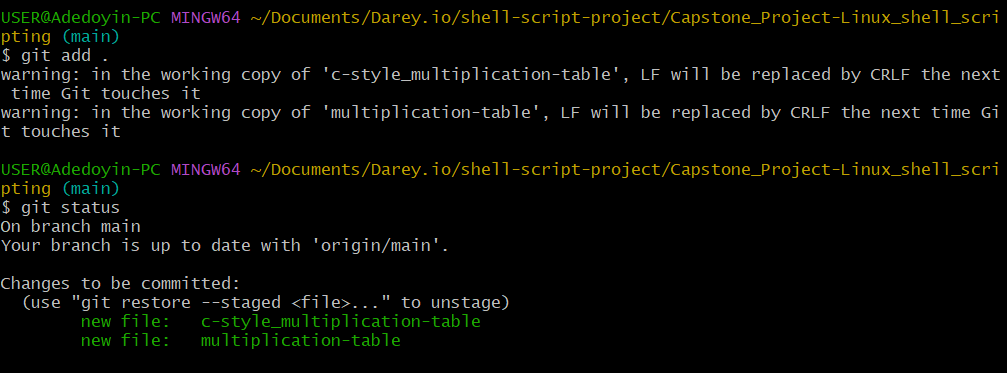 USER@Adedoyin-PC MINGW64 ~/Documents/Darey.io/shell-script-project/Capstone_Project-Linux_shell_scri
pting (main)
$ git add .
warning: in the working copy of 'c-style_multiplication-table', LF will be replaced by CRLF the next
 time Git touches it
warning: in the working copy of 'multiplication-table', LF will be replaced by CRLF the next time Gi
t touches it

USER@Adedoyin-PC MINGW64 ~/Documents/Darey.io/shell-script-project/Capstone_Project-Linux_shell_scri
pting (main)
$ git status
On branch main
Your branch is up to date with 'origin/main'.

Changes to be committed:
  (use "git restore --staged <file>..." to unstage)
        new file:   c-style_multiplication-table
        new file:   multiplication-table